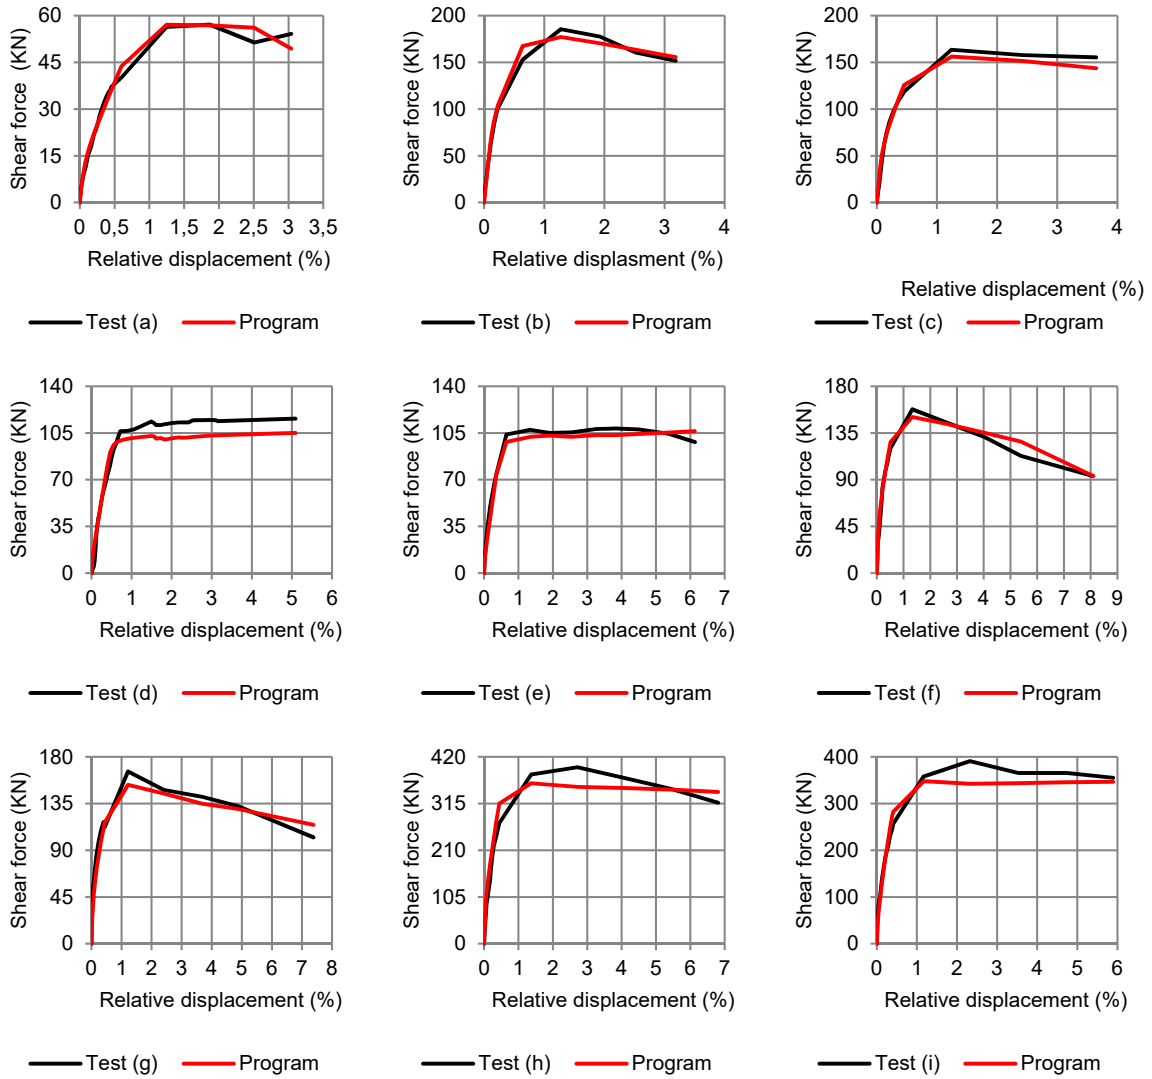 Shear force (KN)
60
45
30
15
0
0 0,5 1 1,5 2 2,5 3 3,5
Relative displacement (%)
Test (a) Program
Shear force (KN)
200
150
100
50
0
0 1 2 3 4
Relative displasment (%)
Test (b) Program
Shear force (KN)
200
150
100
50
0
0 1 2 3 4
Relative displacement (%)
Test (c) Program
Shear force (KN)
140
105
70
35
0
0 1 2 3 4 5 6
Relative displacement (%)
Test (d) Program
Shear force (KN)
140
105
70
35
0
0 1 2 3 4 5 6 7
Relative displacement (%)
Test (e) Program
Shear force (KN)
180
135
90
45
0
0 1 2 3 4 5 6 7 8 9
Relative displacement (%)
Test (f) Program
Shear force (KN)
180
135
90
45
0
0 1 2 3 4 5 6 7 8
Relative displacement (%)
Test (g) Program
Shear force (KN)
420
315
210
105
0
0 1 2 3 4 5 6 7
Relative displacement (%)
Test (h) Program
Shear force (KN)
400
300
200
100
0
0 1 2 3 4 5 6
Relative displacement (%)
Test (i) Program